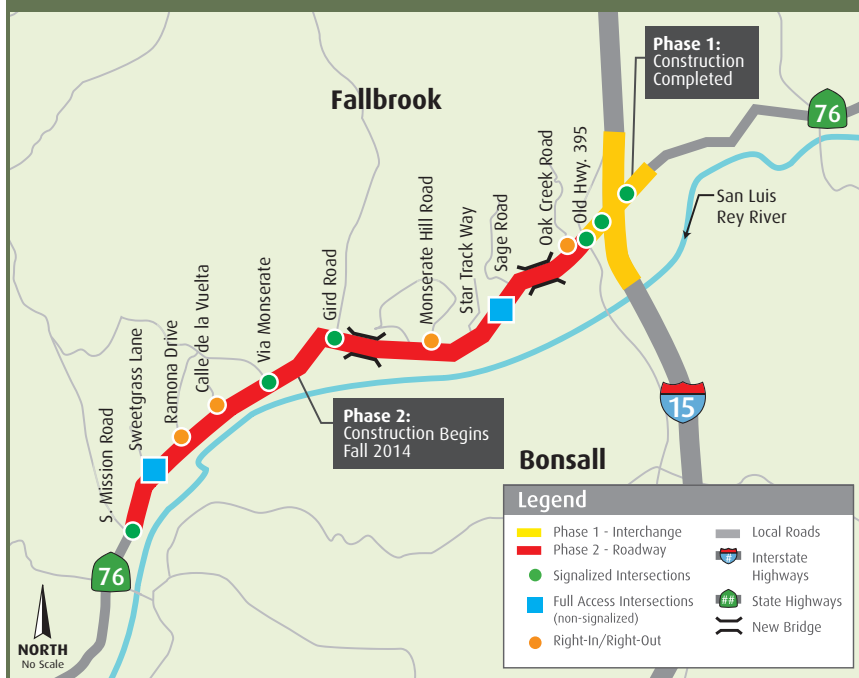 Phase 1:
Construction
Completed
Fallbrook
76
San Luis
Rey River
Old Hwy. 395
Oak Creek Road
Sage Road
Star Track Way
Monserate Hill Road
Gird Road
Via Monserate
Calle de la Vuelta
Ramona Drive
Sweetgrass Lane
S. Mission Road
15
Phase 2:
Construction Begins
Fall 2014
Bonsall
76
NORTH
No Scale
Legend
Phase 1 - Interchange
Phase 2 - Roadway
Signalized Intersections
Full Access Intersections
(non-signalized)
Right-In/Right-Out
Local Roads
#
Interstate
Highways
##
State Highways
New Bridge